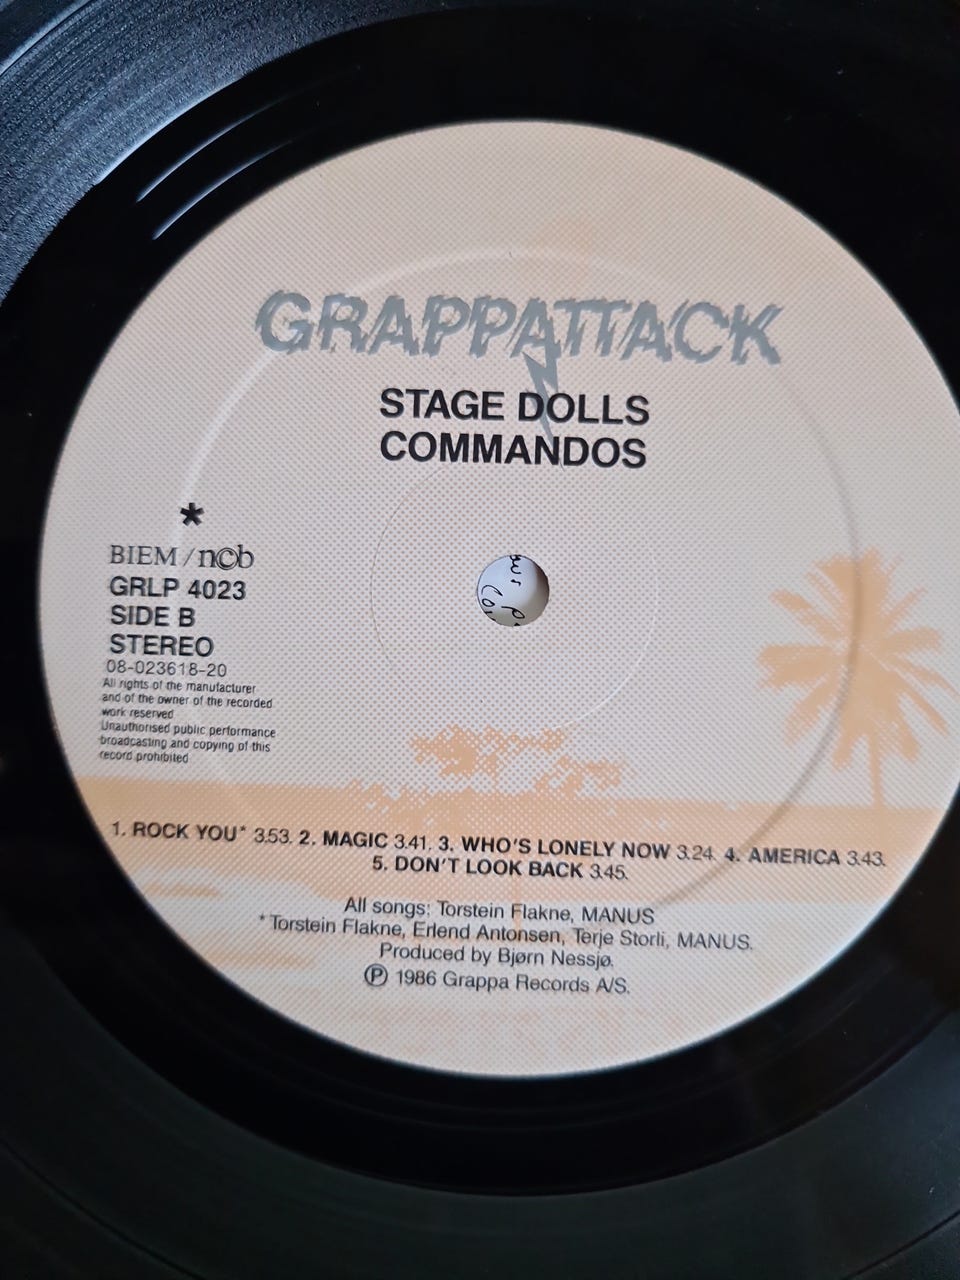 GRAPPATTACK
STAGE DOLLS
COMMANDOS
*
BIEM/n©b
GRLP 4023
SIDE B
STEREO
08-023618-20
All rights of the manufacturer
and of the owner of the recorded
work reserved
Unauthorised public performance
broadcasting and copying of this
record prohibited
1. ROCK YOU* 3.53. 2. MAGIC 3.41. 3. WHO'S LONELY NOW 3.24. 4. AMERICA 3.43.
5. DON'T LOOK BACK 3.45.
All songs: Torstein Flakne, MANUS
*Torstein Flakne, Erlend Antonsen, Terje Storli, MANUS.
Produced by Bjørn Nessjø.
℗ 1986 Grappa Records A/S.